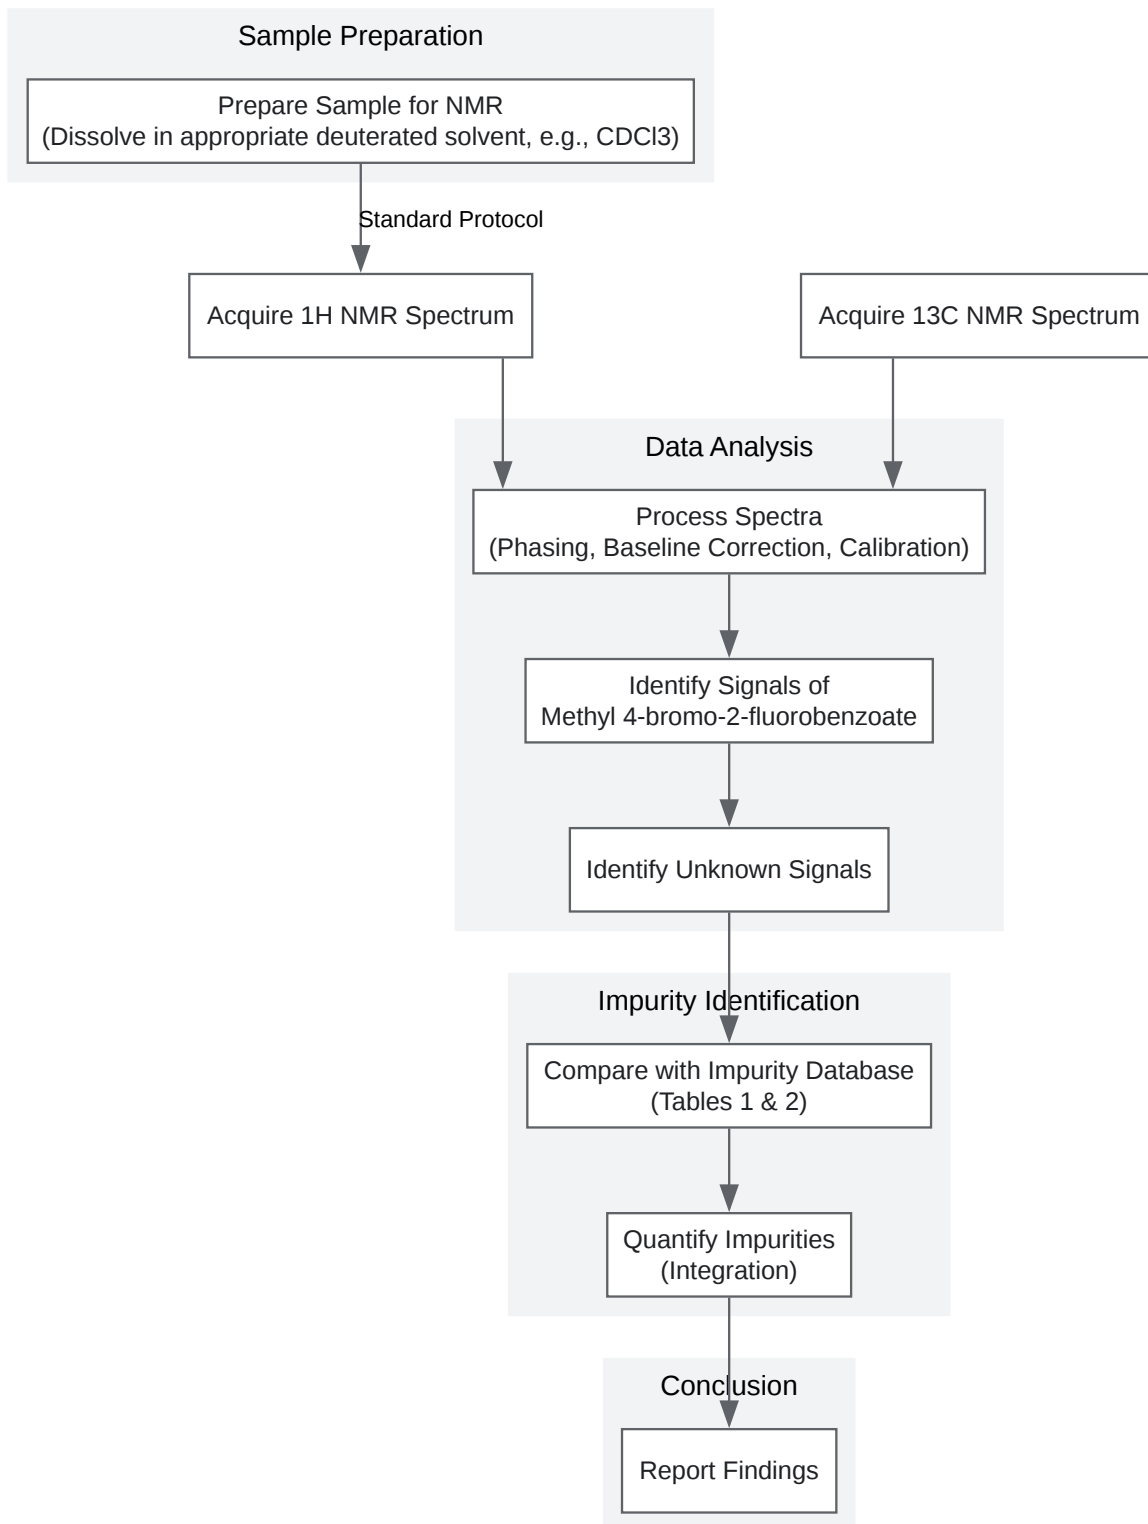 Sample Preparation
Prepare Sample for NMR
(Dissolve in appropriate deuterated solvent, e.g., CDCl3)
Standard Protocol
Acquire 1H NMR Spectrum
Acquire 13C NMR Spectrum
Data Analysis
Process Spectra
(Phasing, Baseline Correction, Calibration)
Identify Signals of
Methyl 4-bromo-2-fluorobenzoate
Identify Unknown Signals
Impurity Identification
Compare with Impurity Database
(Tables 1 & 2)
Quantify Impurities
(Integration)
Conclusion
Report Findings